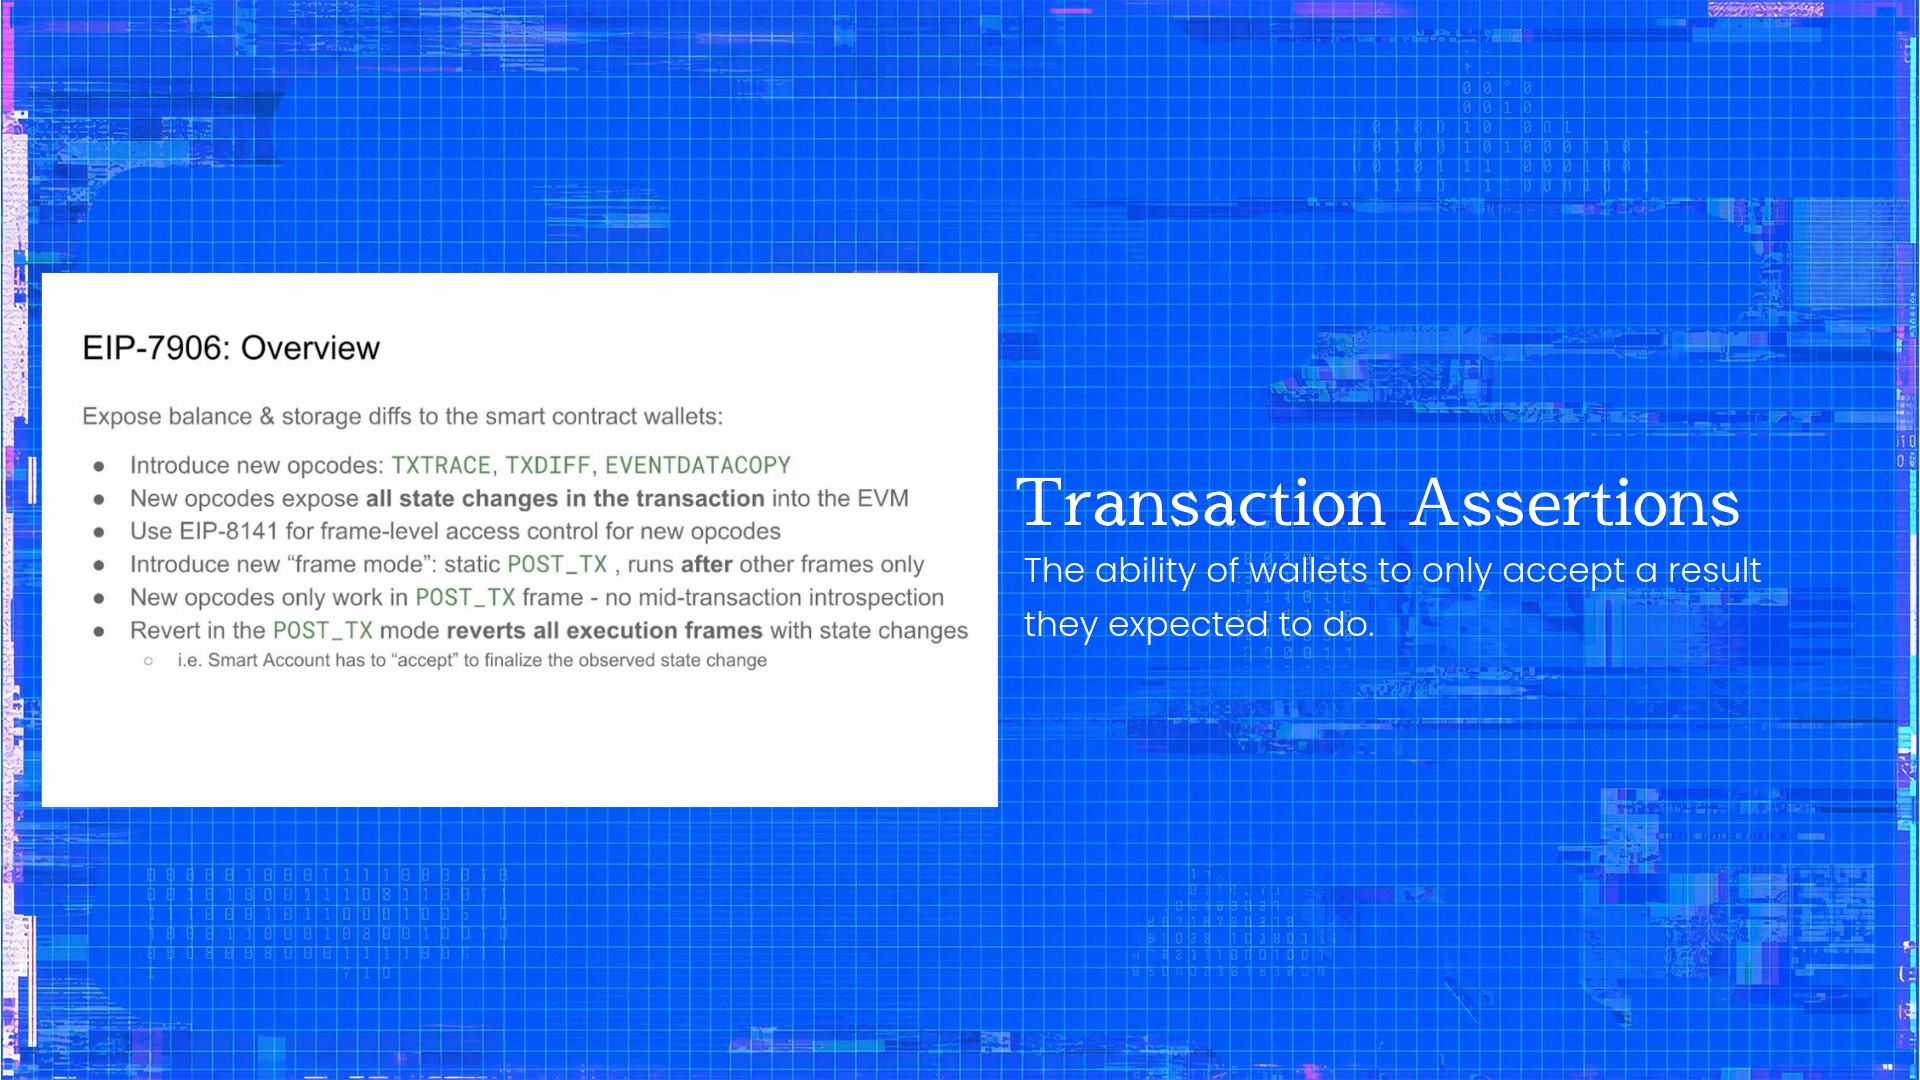 EIP-7906: Overview
Expose balance & storage diffs to the smart contract wallets:
● Introduce new opcodes: TXTRACE, TXDIFF, EVENTDATACOPY
● New opcodes expose all state changes in the transaction into the EVM
● Use EIP-8141 for frame-level access control for new opcodes
● Introduce new “frame mode”: static POST_TX , runs after other frames only
● New opcodes only work in POST_TX frame - no mid-transaction introspection
● Revert in the POST_TX mode reverts all execution frames with state changes
○ i.e. Smart Account has to “accept” to finalize the observed state change
Transaction Assertions
The ability of wallets to only accept a result
they expected to do.